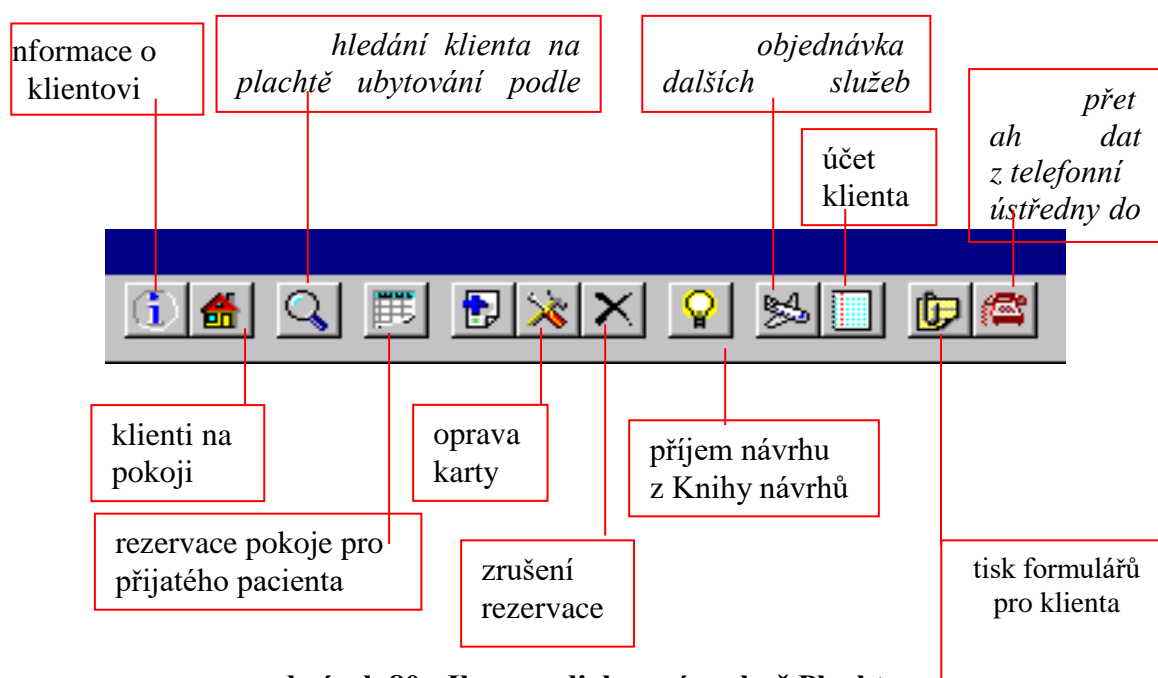 nformace o
klientovi
hledání klienta na
plachtě ubytování podle
objednávka
dalších služeb
přet
ah dat
z telefonní
ústředny do
účet
klienta
klienti na
pokoji
oprava
karty
příjem návrhu
z Knihy návrhů
rezervace pokoje pro
přijatého pacienta
zrušení
rezervace
tisk formulářů
pro klienta